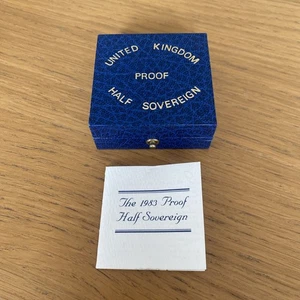 UNITED KINGDOM
PROOF
HALF SOVEREIGN
The 1983 Proof
Half Sovereign